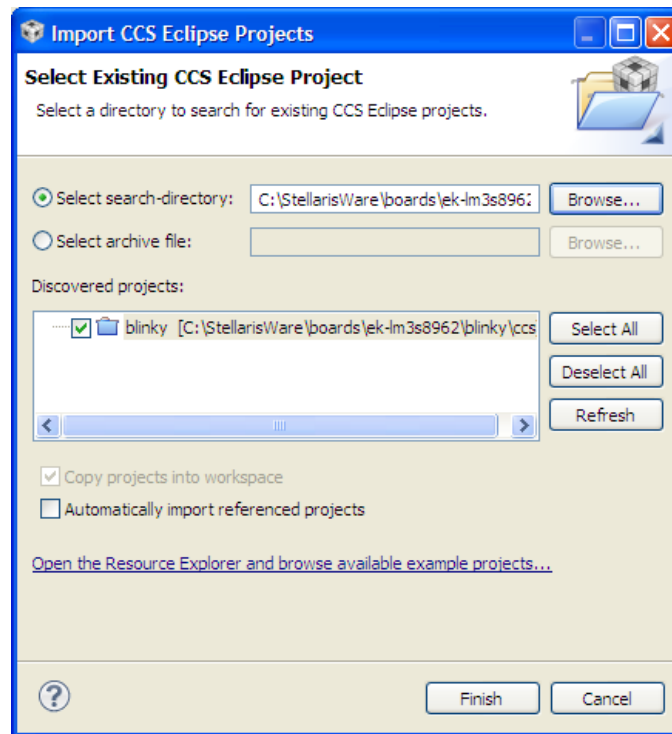 Import CCS Eclipse Projects
Select Existing CCS Eclipse Project
Select a directory to search for existing CCS Eclipse projects.
Select search-directory: C:\StellarisWare\boards\ek-lm3s8962 Browse...
Select archive file: Browse...
Discovered projects:
blinky [C:\StellarisWare\boards\ek-lm3s8962\blinky\ccs Select All
Deselect All
Refresh
Copy projects into workspace
Automatically import referenced projects
Open the Resource Explorer and browse available example projects...
? Finish Cancel